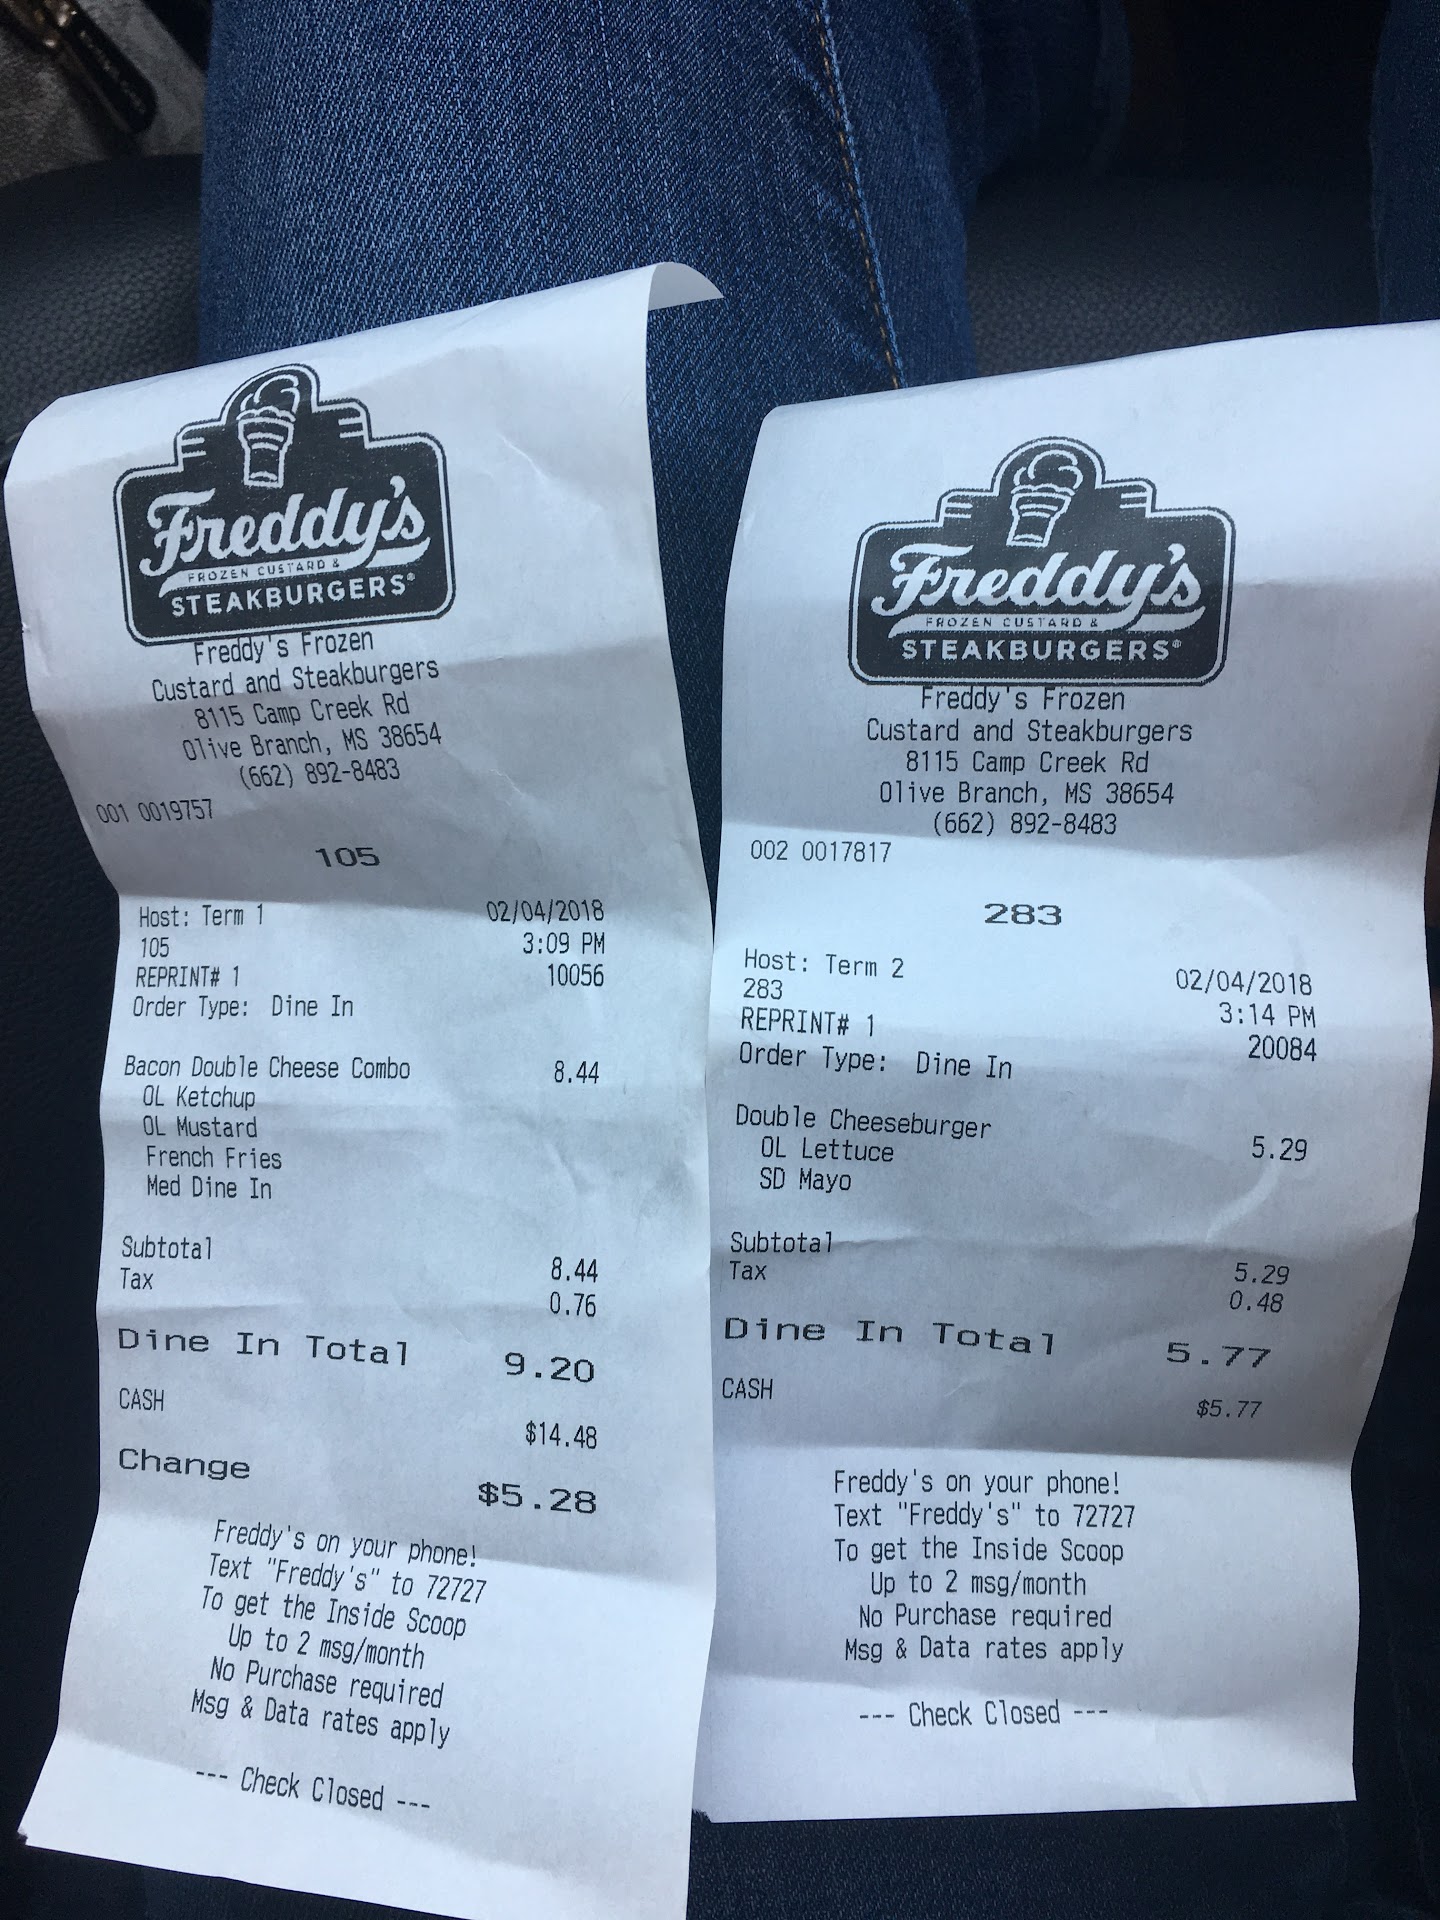 Freddy's
FROZEN CUSTARD &
STEAKBURGERS®
Freddy's Frozen
Custard and Steakburgers
8115 Camp Creek Rd
Olive Branch, MS 38654
(662) 892-8483
001 0019757
105
Host: Term 1 02/04/2018
105 3:09 PM
REPRINT# 1 10056
Order Type: Dine In
Bacon Double Cheese Combo 8.44
OL Ketchup
OL Mustard
French Fries
Med Dine In
Subtotal 8.44
Tax 0.76
Dine In Total 9.20
CASH $14.48
Change $5.28
Freddy's on your phone!
Text "Freddy's" to 72727
To get the Inside Scoop
Up to 2 msg/month
No Purchase required
Msg & Data rates apply
--- Check Closed ---
Freddy's
FROZEN CUSTARD &
STEAKBURGERS®
Freddy's Frozen
Custard and Steakburgers
8115 Camp Creek Rd
Olive Branch, MS 38654
(662) 892-8483
002 0017817
283
Host: Term 2 02/04/2018
283 3:14 PM
REPRINT# 1 20084
Order Type: Dine In
Double Cheeseburger 5.29
OL Lettuce
SD Mayo
Subtotal 5.29
Tax 0.48
Dine In Total 5.77
CASH $5.77
Freddy's on your phone!
Text "Freddy's" to 72727
To get the Inside Scoop
Up to 2 msg/month
No Purchase required
Msg & Data rates apply
--- Check Closed ---